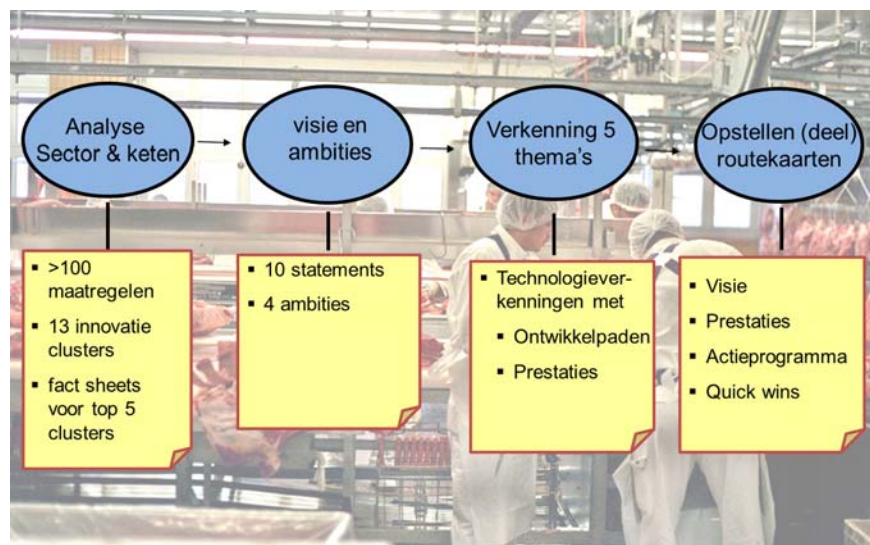 Analyse
Sector & keten
visie en
ambities
Verkenning 5
thema's
Opstellen (deel)
routekaarten
▪ >100
maatregelen
▪ 13 innovatie
clusters
▪ fact sheets
voor top 5
clusters
▪ 10 statements
▪ 4 ambities
▪ Technologiever-
kenningen met
▪ Ontwikkelpaden
▪ Prestaties
▪ Visie
▪ Prestaties
▪ Actieprogramma
▪ Quick wins